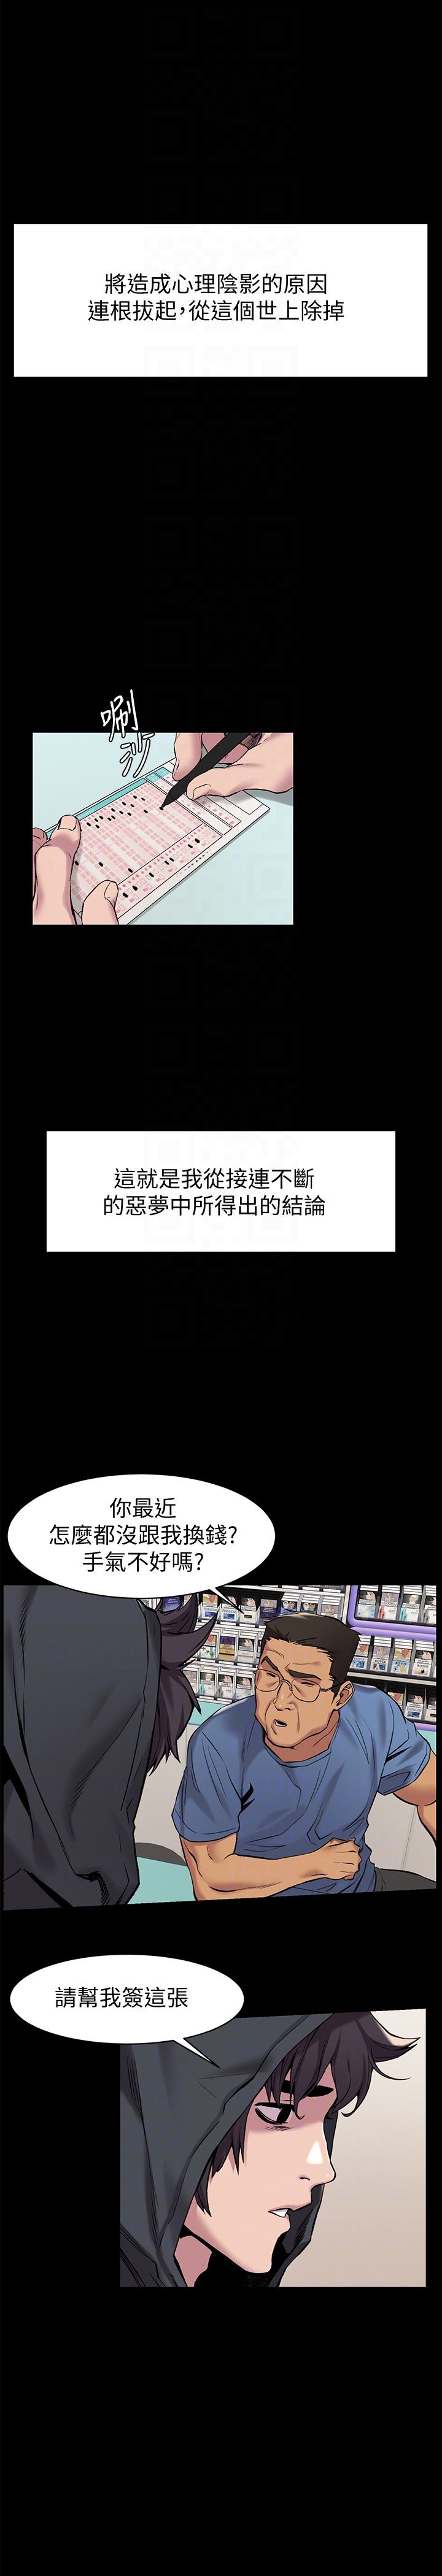 將造成心理陰影的原因
連根拔起,從這個世上除掉
唰
沙
這就是我從接連不斷
的惡夢中所得出的結論
你最近
怎麼都沒跟我換錢?
手氣不好嗎?
請幫我簽這張